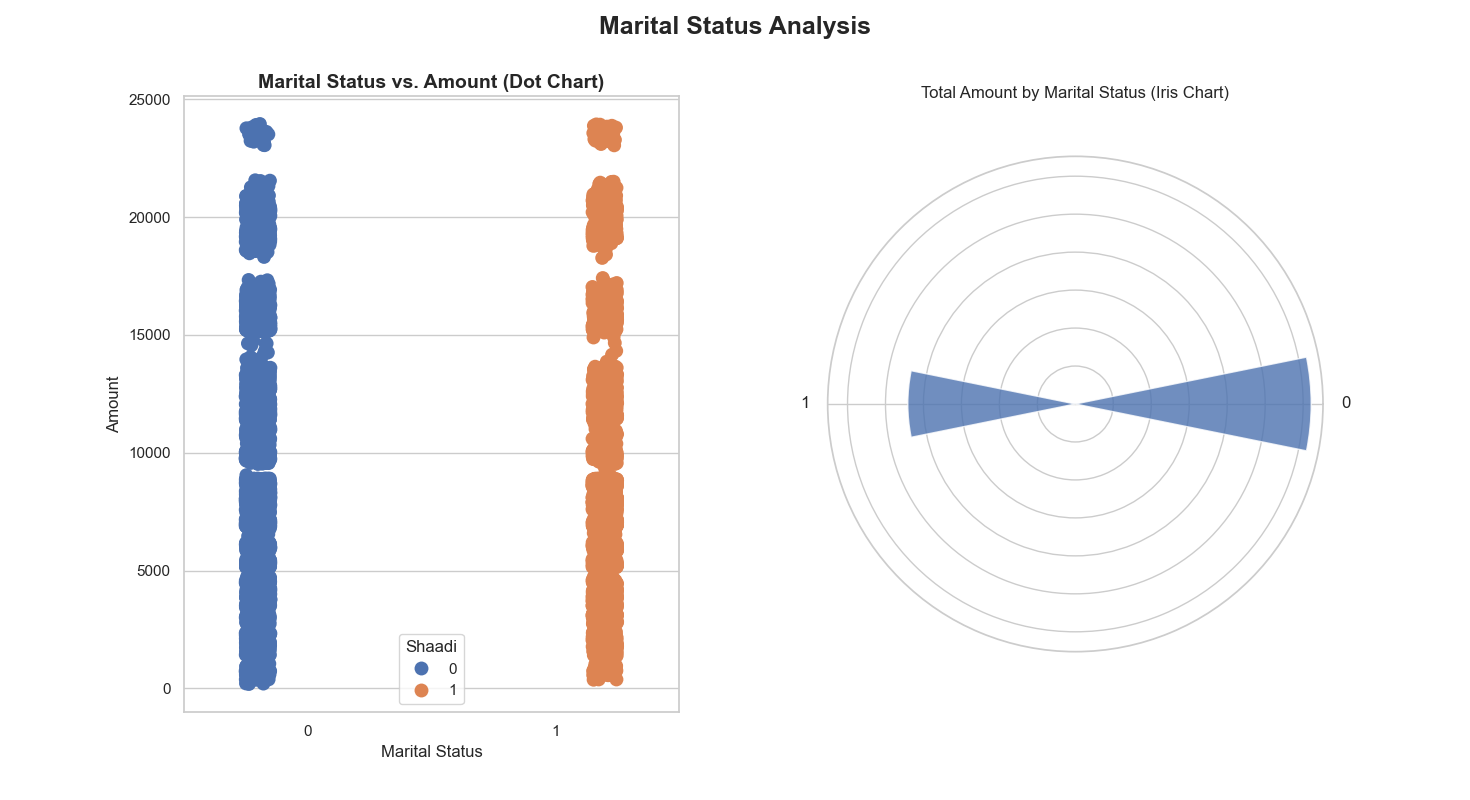 Marital Status Analysis
Marital Status vs. Amount (Dot Chart)
25000
20000
15000
10000
5000
0
Amount
Shaadi
0
1
0 1
Marital Status
Total Amount by Marital Status (Iris Chart)
1
0